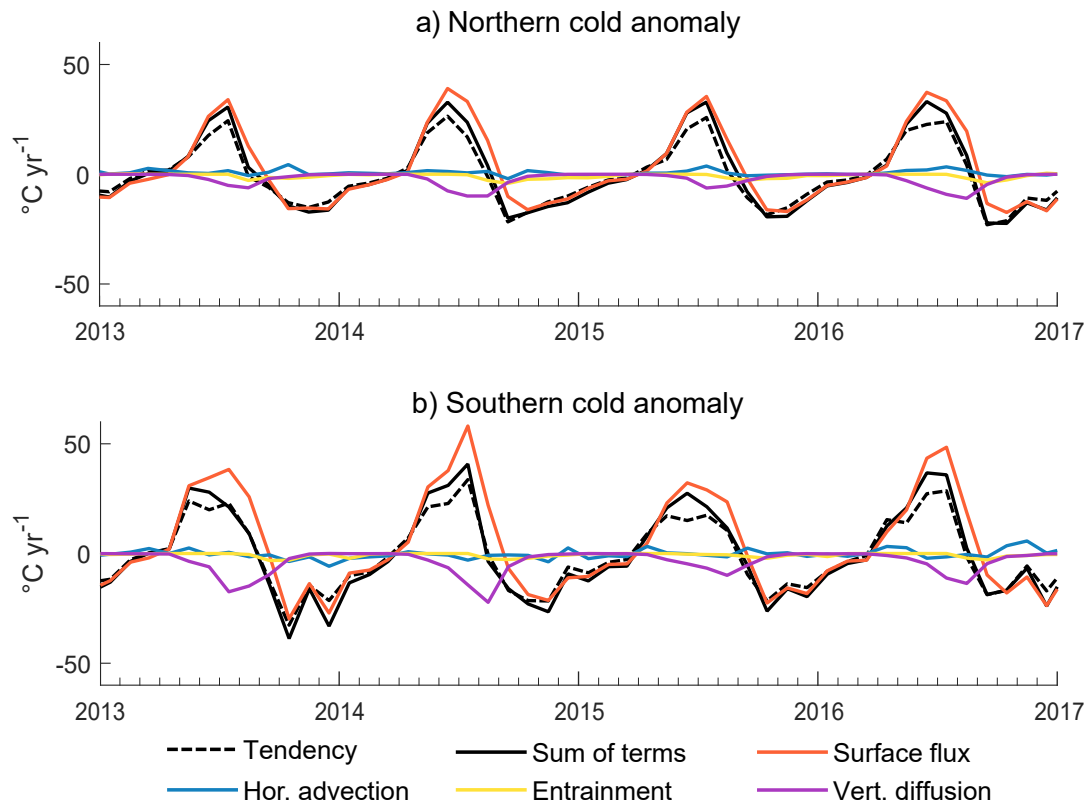 a) Northern cold anomaly
50
0
-50
°C yr-1
2013 2014 2015 2016 2017
b) Southern cold anomaly
50
0
-50
°C yr-1
2013 2014 2015 2016 2017
Tendency Sum of terms Surface flux
Hor. advection Entrainment Vert. diffusion